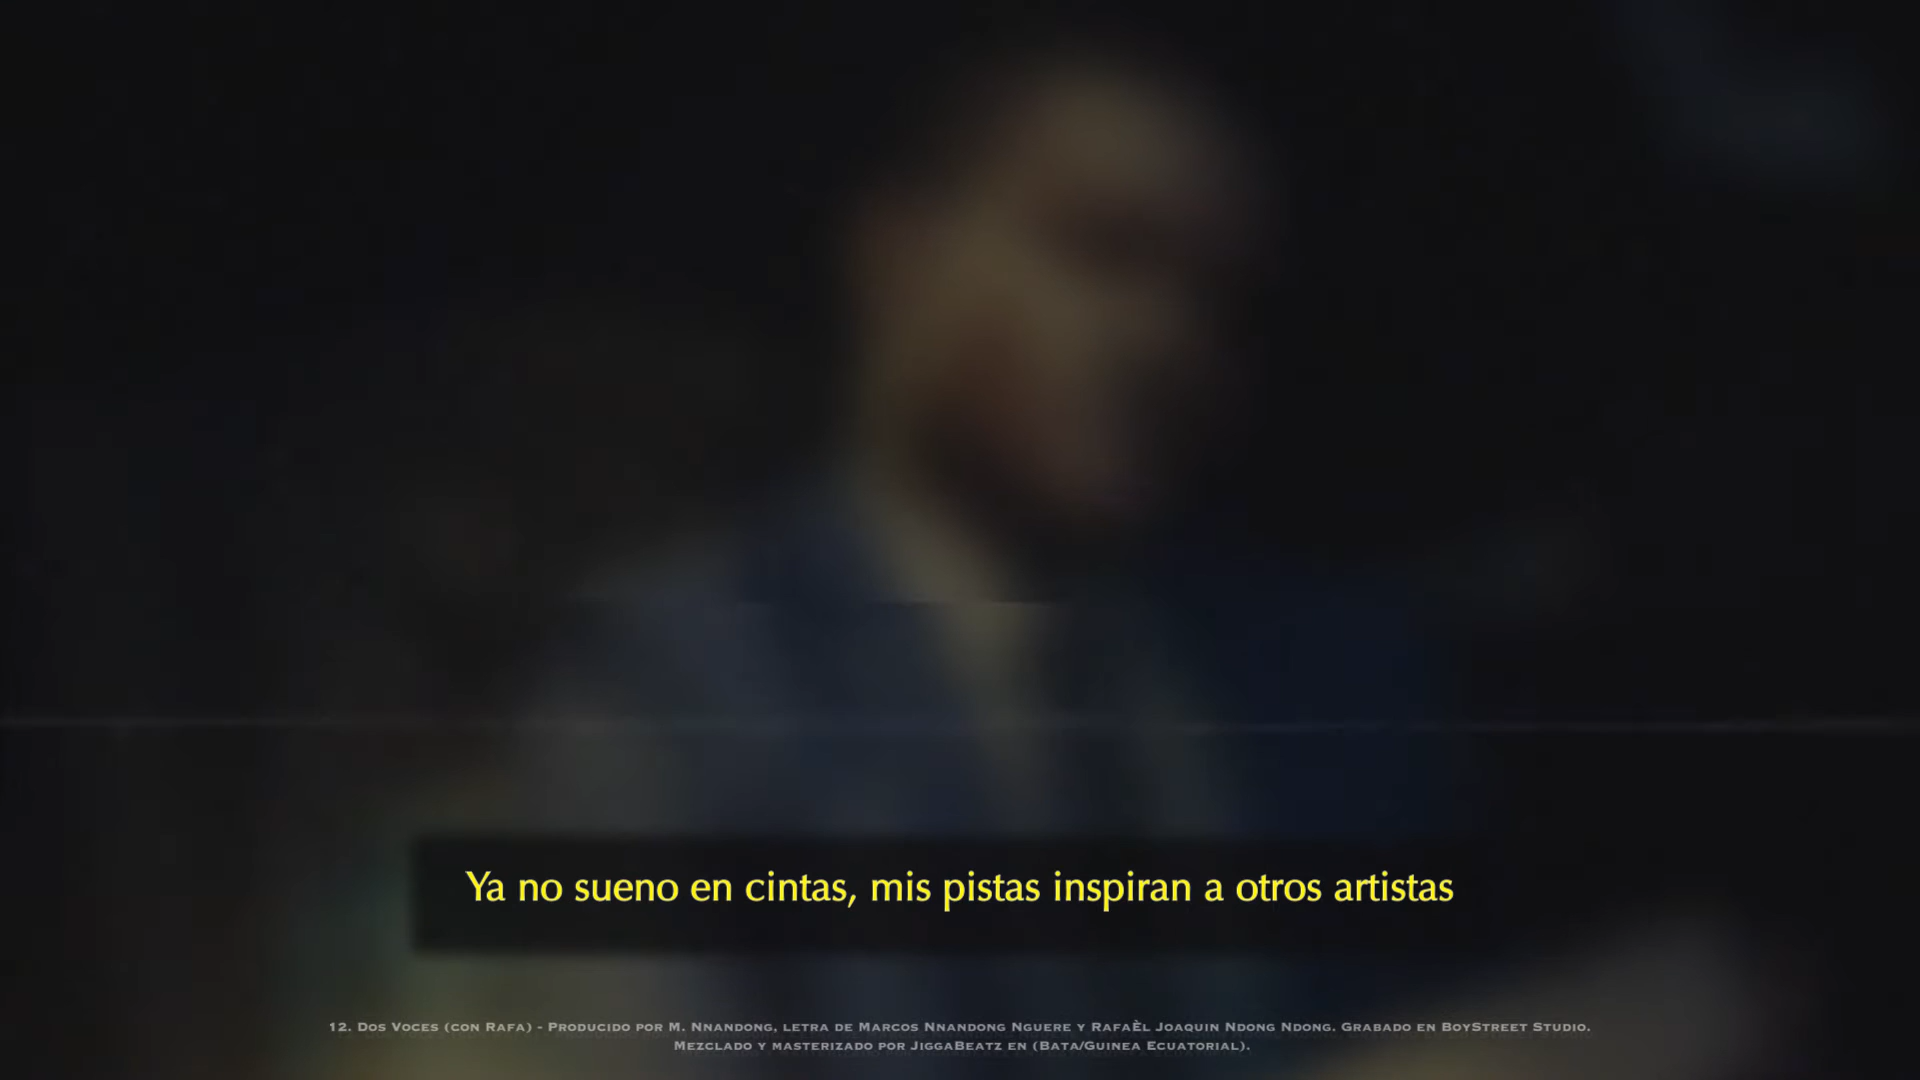 Ya no sueno en cintas, mis pistas inspiran a otros artistas
12. Dos Voces (con Rafa) - Producido por M. Nnandong, letra de Marcos Nnandong Nguere y Rafaèl Joaquin Ndong Ndong. Grabado en BoyStreet Studio.
Mezclado y masterizado por JiggaBeatz en (Bata/Guinea Ecuatorial).